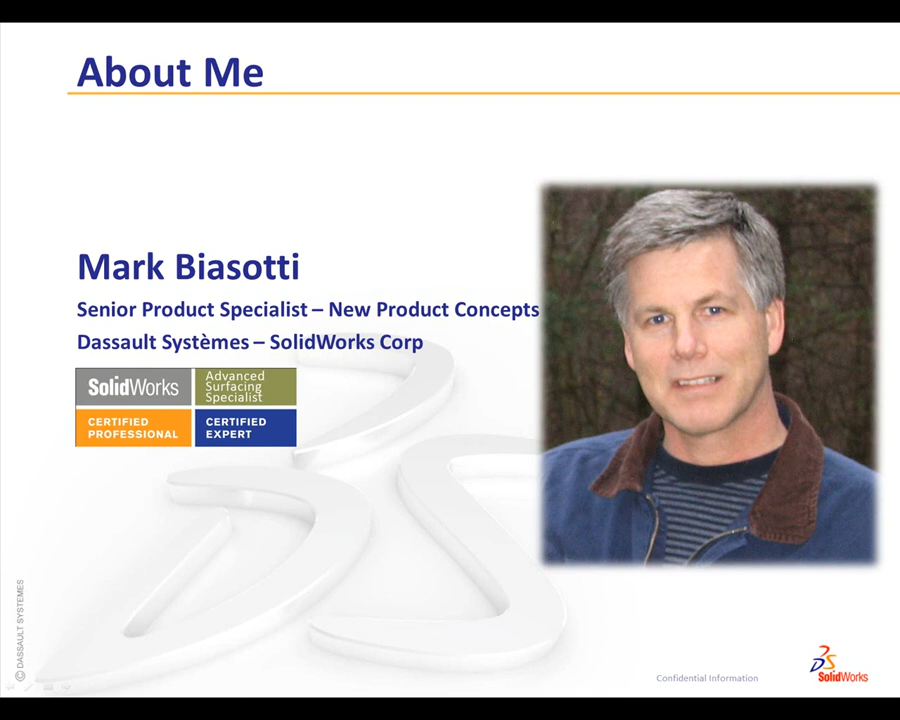 About Me
Mark Biasotti
Senior Product Specialist – New Product Concepts
Dassault Systèmes – SolidWorks Corp
SolidWorks
Advanced
Surfacing
Specialist
CERTIFIED
PROFESSIONAL
CERTIFIED
EXPERT
© DASSAULT SYSTEMES
Confidential Information
SolidWorks